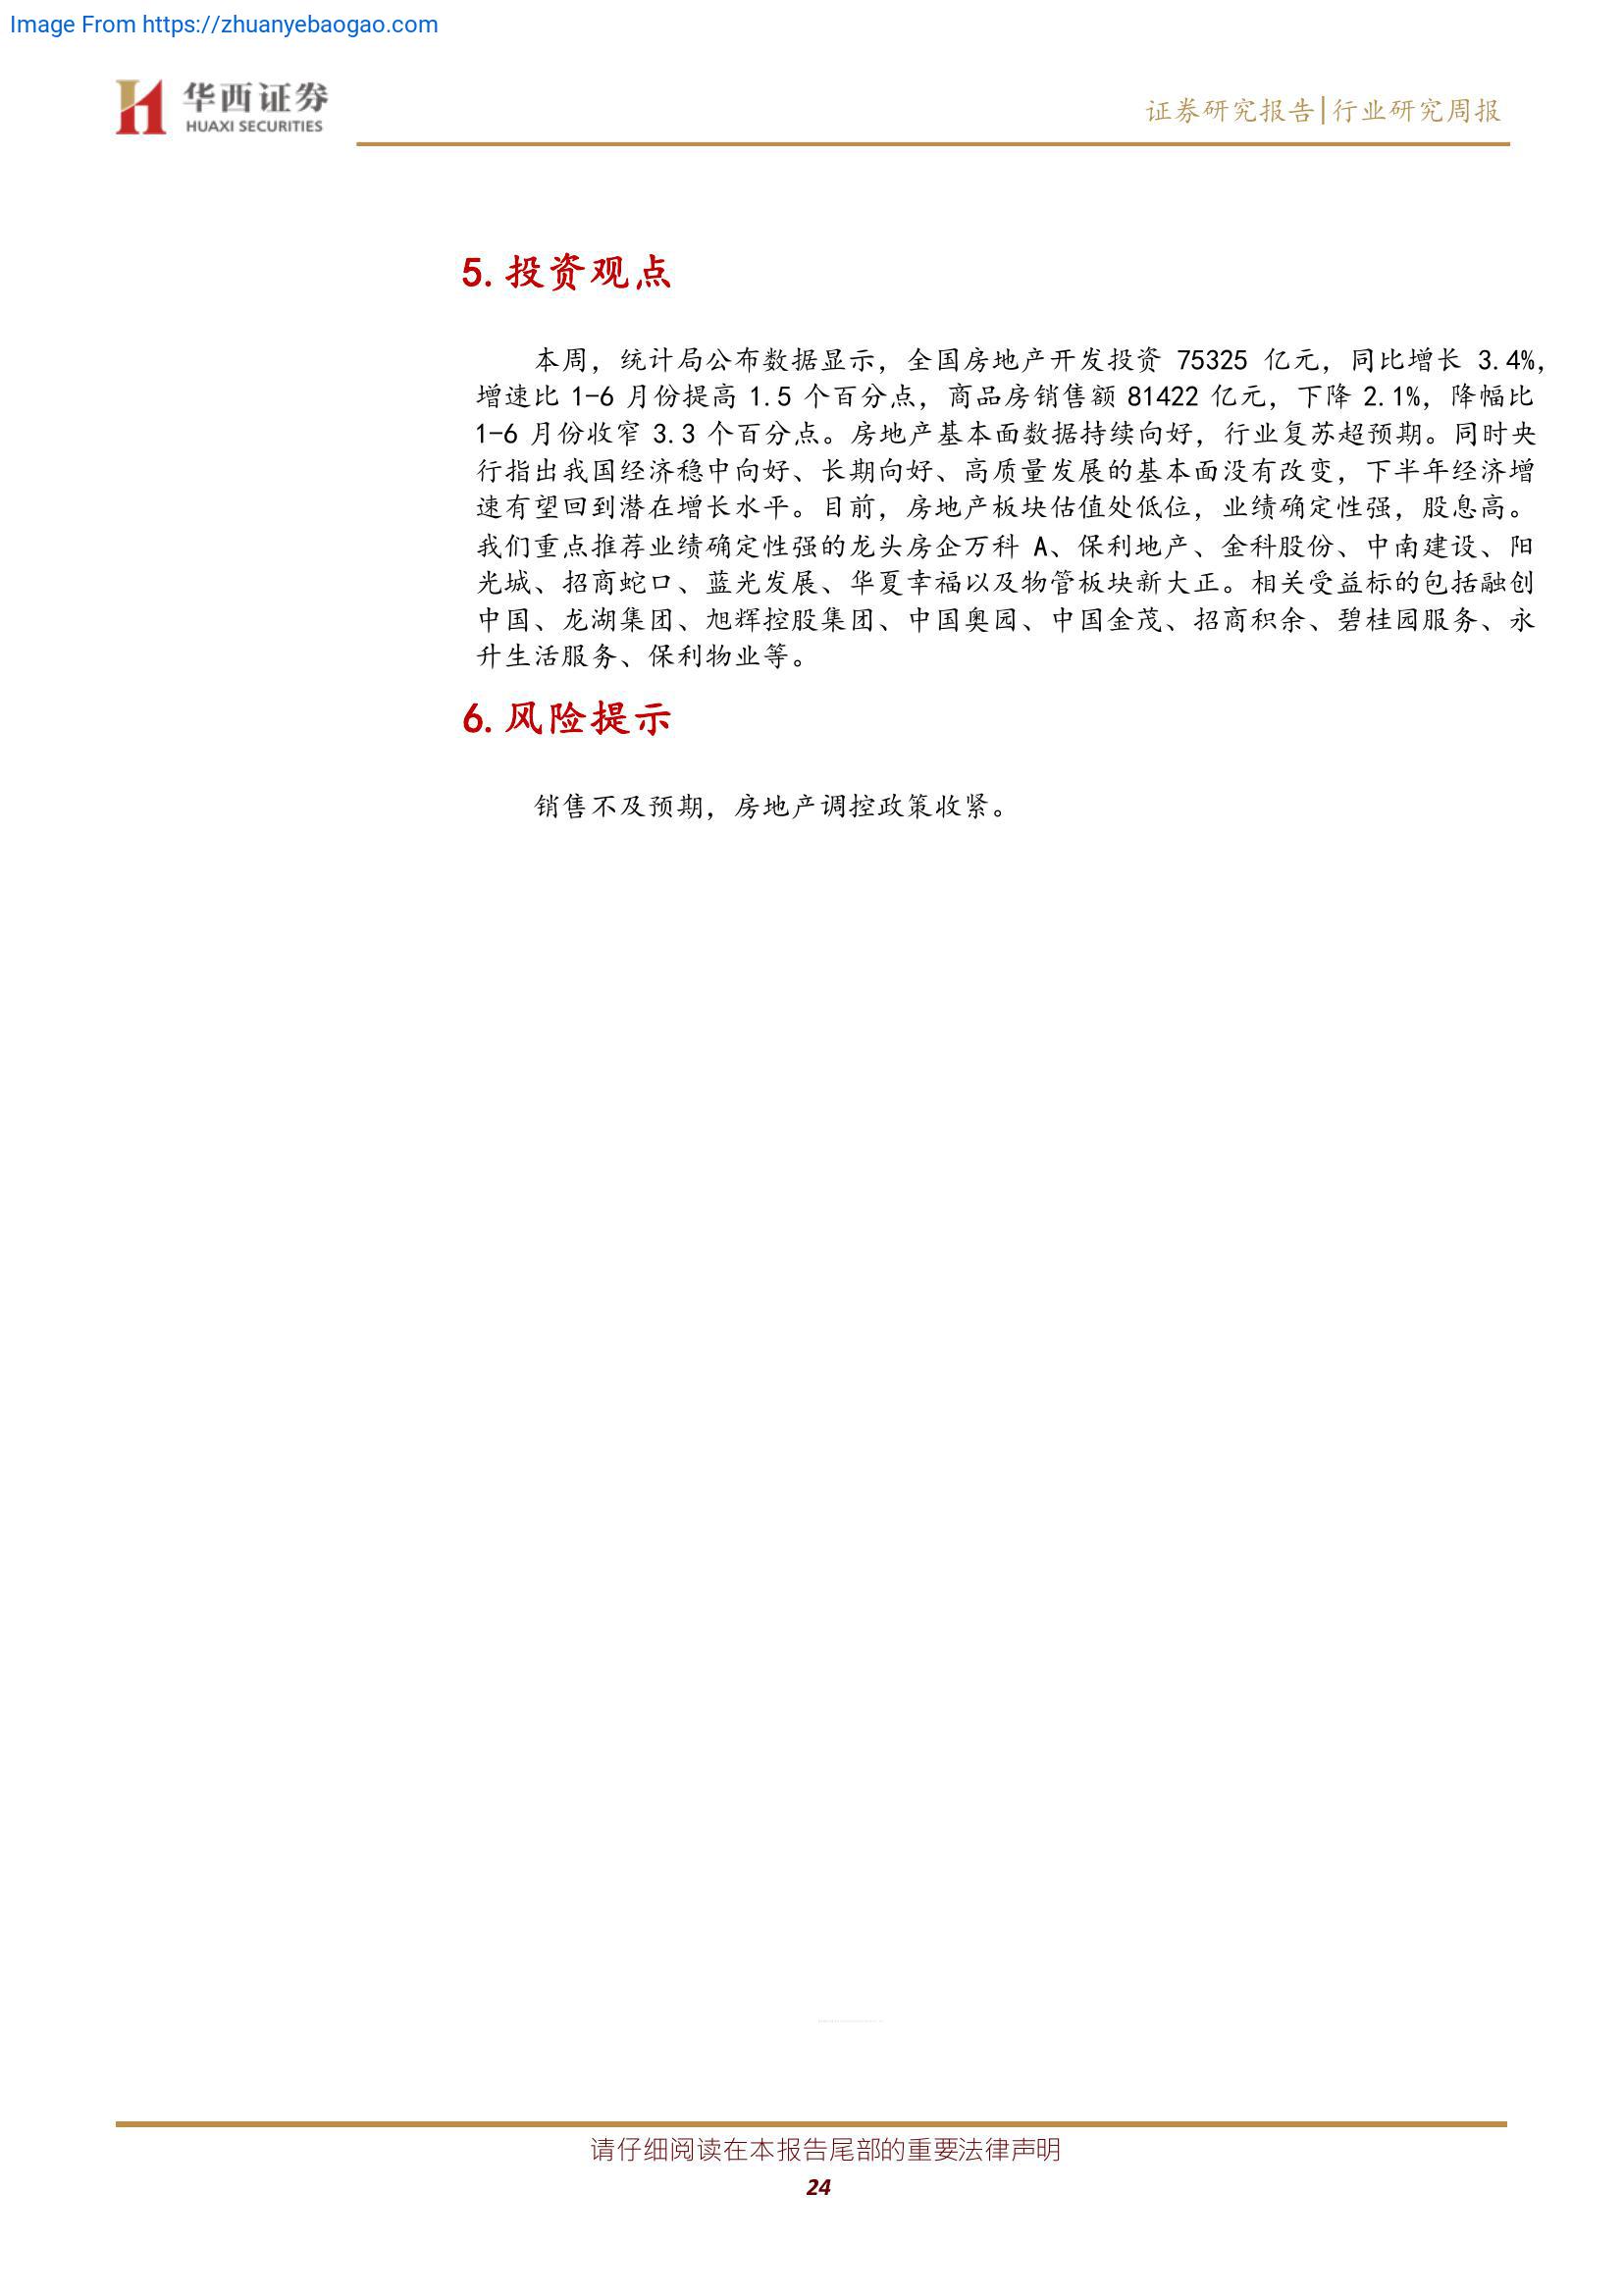 Image From https://zhuanyebaogao.com
华西证券
HUAXI SECURITIES
证券研究报告|行业研究周报
5.投资观点
本周，统计局公布数据显示，全国房地产开发投资 75325 亿元，同比增长 3.4%，
增速比 1-6 月份提高 1.5 个百分点，商品房销售额 81422 亿元，下降 2.1%，降幅比
1-6 月份收窄 3.3 个百分点。房地产基本面数据持续向好，行业复苏超预期。同时央
行指出我国经济稳中向好、长期向好、高质量发展的基本面没有改变，下半年经济增
速有望回到潜在增长水平。目前，房地产板块估值处低位，业绩确定性强，股息高。
我们重点推荐业绩确定性强的龙头房企万科 A、保利地产、金科股份、中南建设、阳
光城、招商蛇口、蓝光发展、华夏幸福以及物管板块新大正。相关受益标的包括融创
中国、龙湖集团、旭辉控股集团、中国奥园、中国金茂、招商积余、碧桂园服务、永
升生活服务、保利物业等。
6.风险提示
销售不及预期，房地产调控政策收紧。
请仔细阅读在本报告尾部的重要法律声明
24